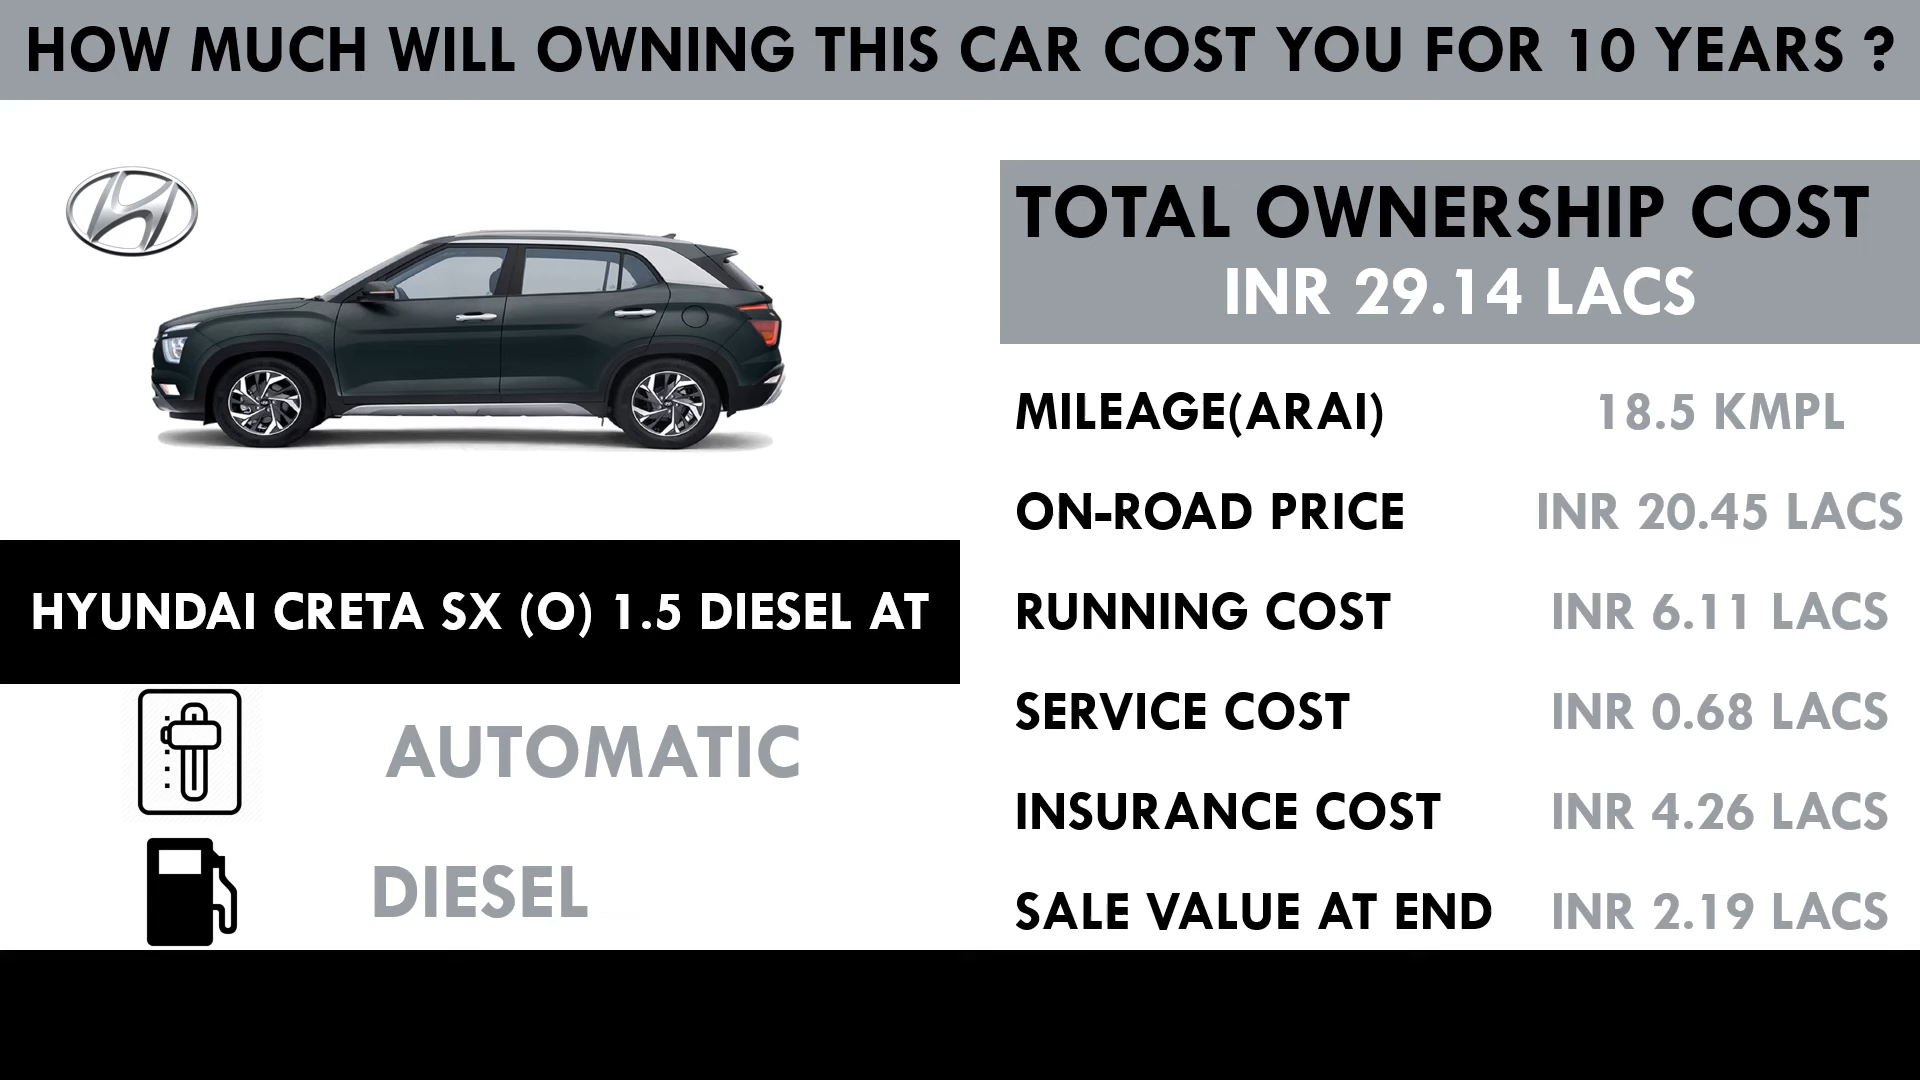 HOW MUCH WILL OWNING THIS CAR COST YOU FOR 10 YEARS ?
TOTAL OWNERSHIP COST
INR 29.14 LACS
HYUNDAI CRETA SX (O) 1.5 DIESEL AT
AUTOMATIC
DIESEL
MILEAGE(ARAI) 18.5 KMPL
ON-ROAD PRICE INR 20.45 LACS
RUNNING COST INR 6.11 LACS
SERVICE COST INR 0.68 LACS
INSURANCE COST INR 4.26 LACS
SALE VALUE AT END INR 2.19 LACS